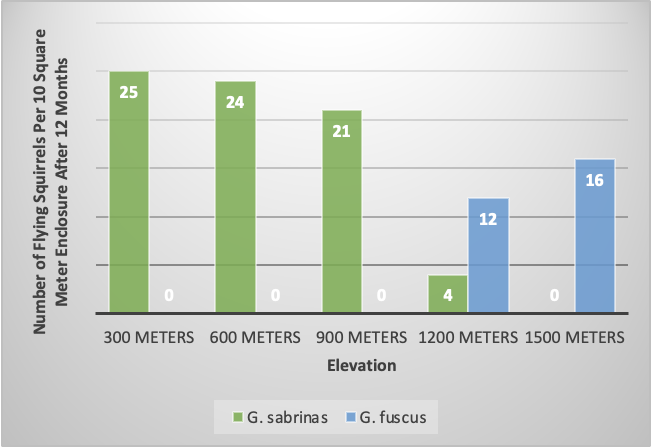 Number of Flying Squirrels Per 10 Square
Meter Enclosure After 12 Months
25
0
24
0
21
0
4
12
0
16
300 METERS
600 METERS
900 METERS
1200 METERS
1500 METERS
Elevation
G. sabrinas
G. fuscus